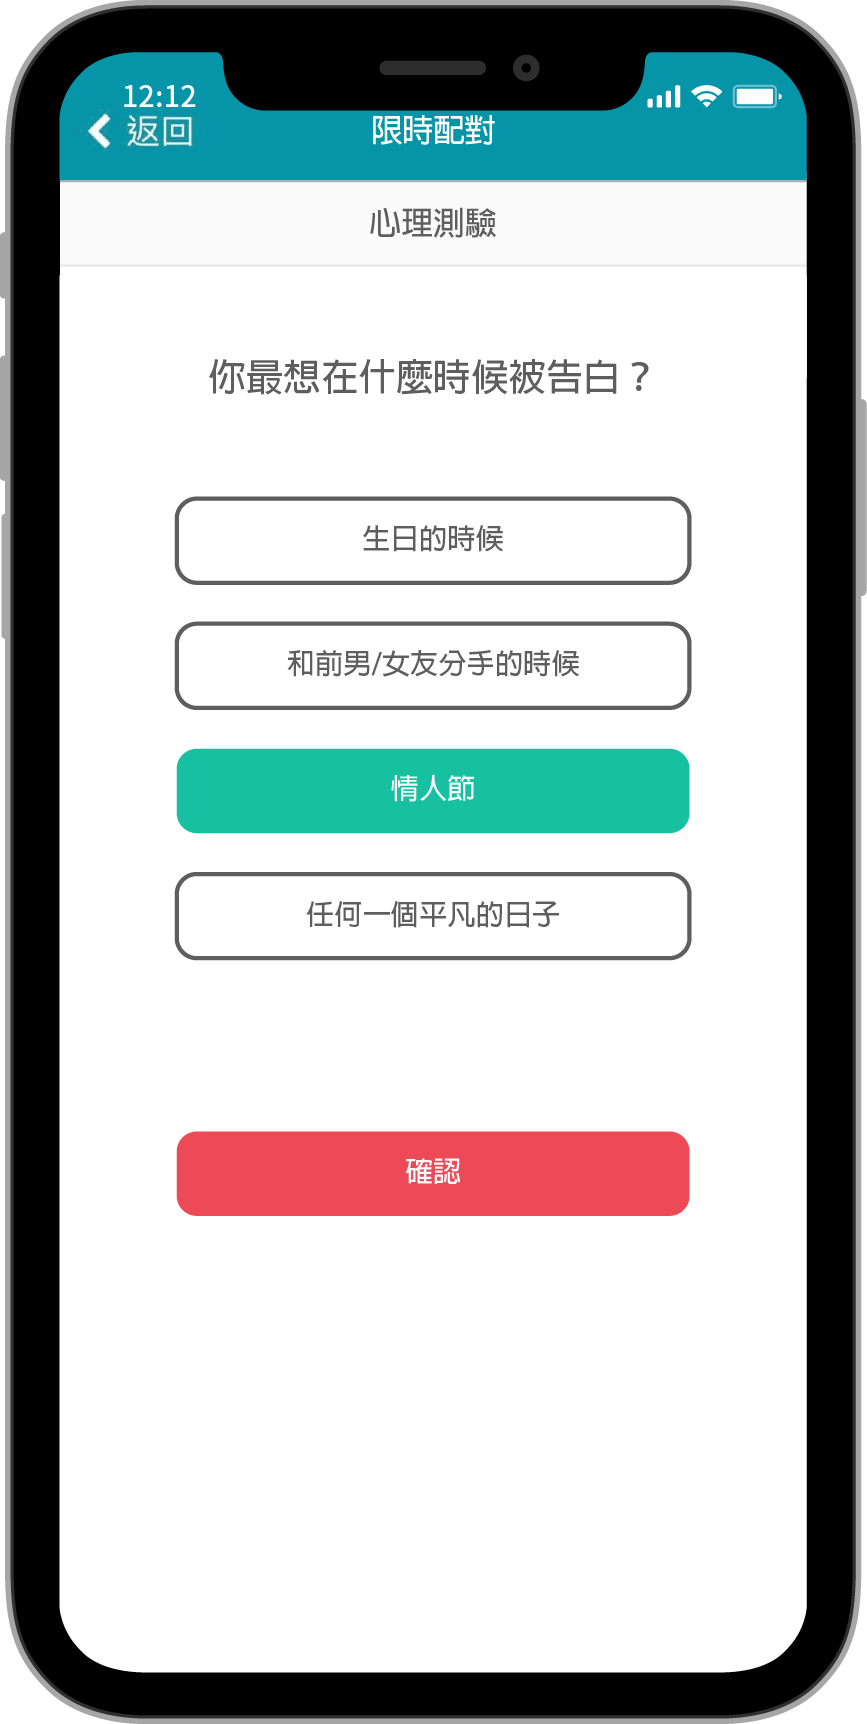 12:12
返回
限時配對
心理測驗
你最想在什麼時候被告白？
生日的時候
和前男/女友分手的時候
情人節
任何一個平凡的日子
確認